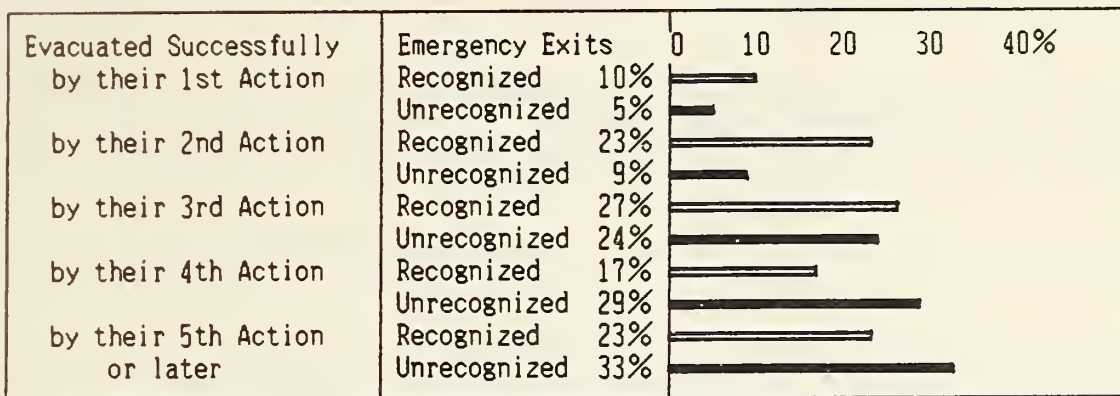 Evacuated Successfully Emergency Exits 0 10 20 30 40%
by their 1st Action Recognized 10%
Unrecognized 5%
by their 2nd Action Recognized 23%
Unrecognized 9%
by their 3rd Action Recognized 27%
Unrecognized 24%
by their 4th Action Recognized 17%
Unrecognized 29%
by their 5th Action Recognized 23%
or later Unrecognized 33%